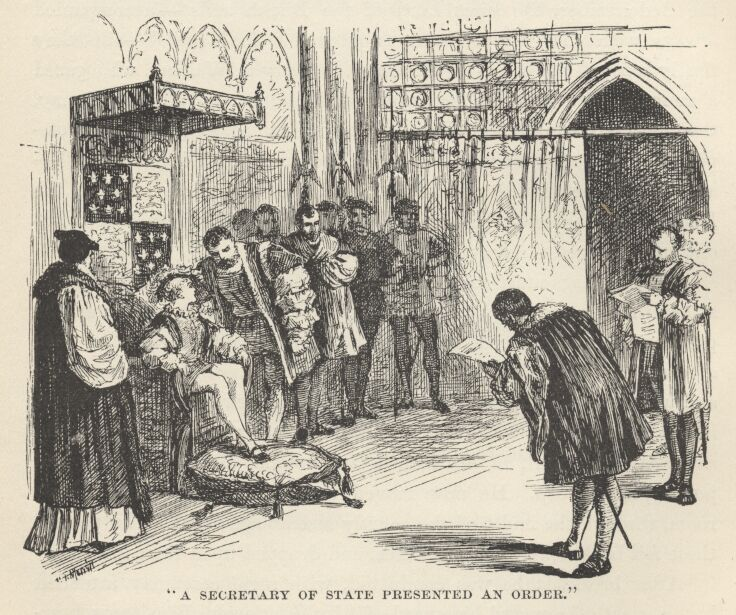 "A SECRETARY OF STATE PRESENTED AN ORDER."